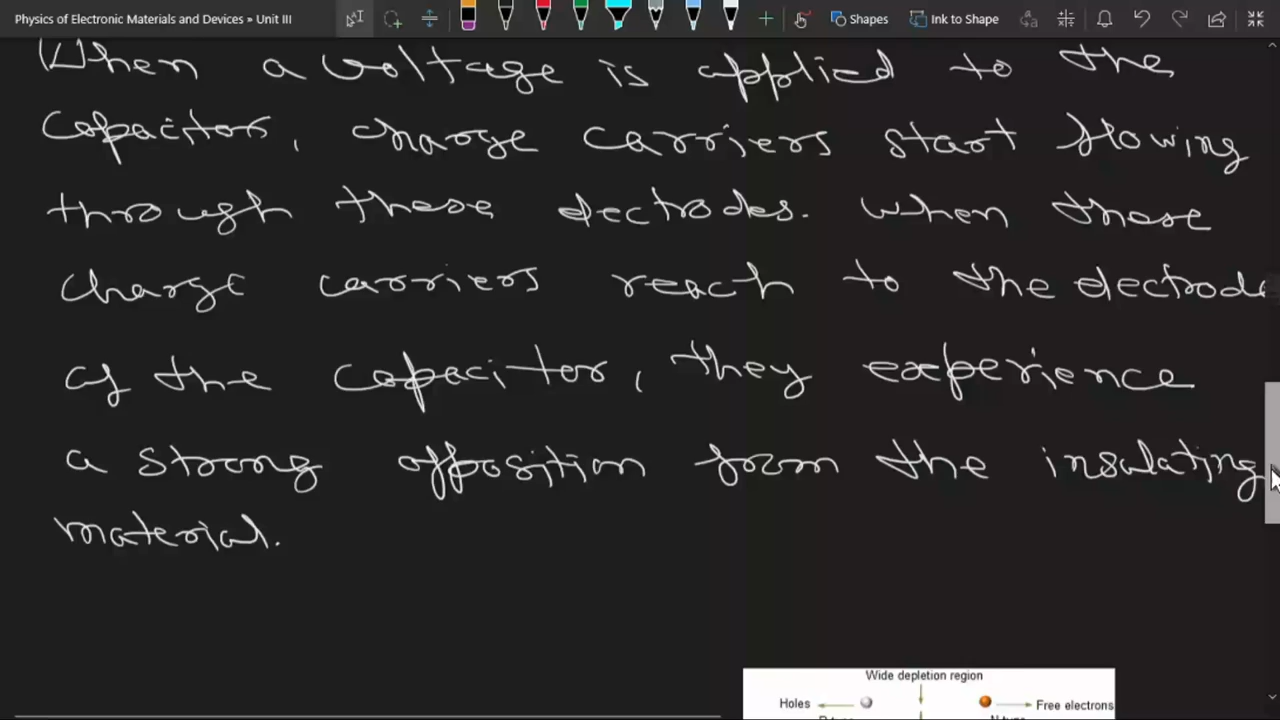 Physics of Electronic Materials and Devices » Unit III
Shapes
Ink to Shape
When a voltage is applied to the
capacitor, charge carriers start flowing
through these electrodes. When these
charge carriers reach to the electrode
of the capacitor, they experience
a strong opposition from the insulating
material.
Wide depletion region
Holes
Free electrons
P-type
N-type